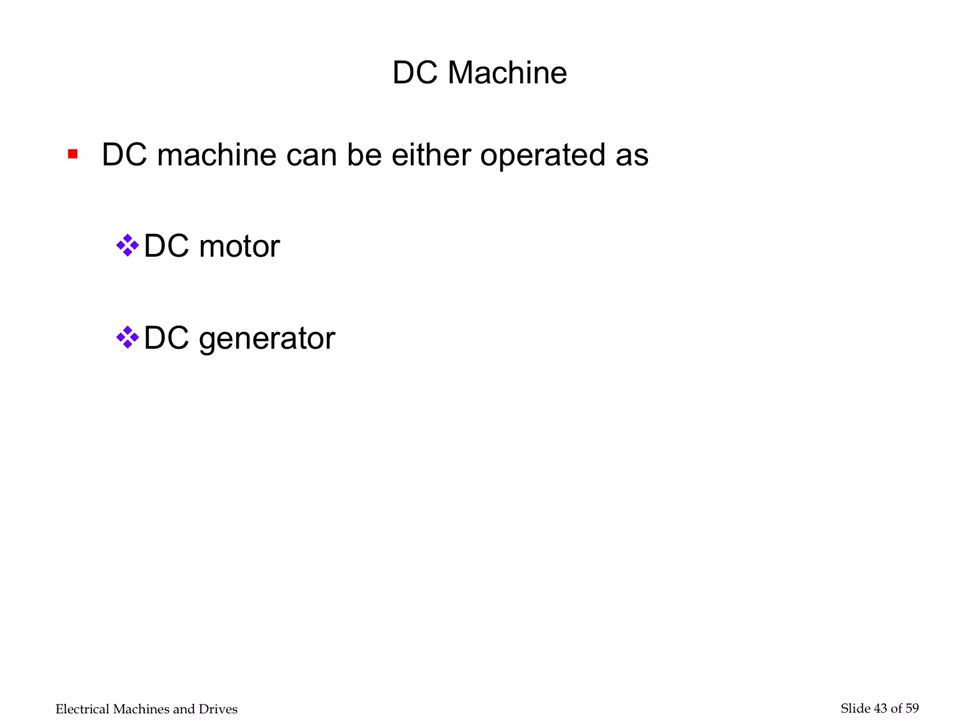 DC Machine
▪ DC machine can be either operated as
❖DC motor
❖DC generator
Electrical Machines and Drives
Slide 43 of 59